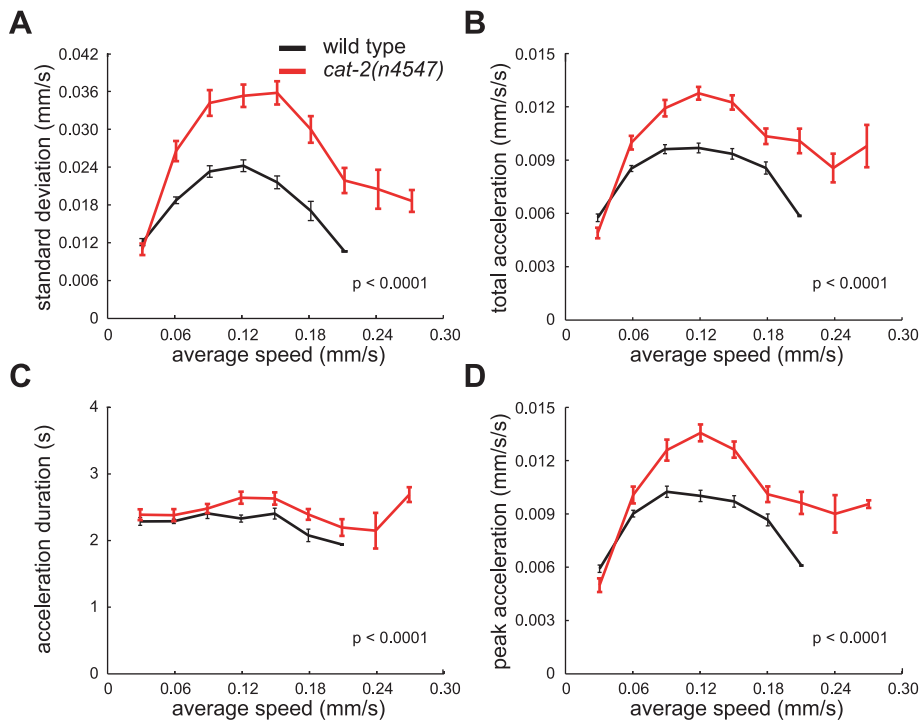 A
wild type
cat-2(n4547)
standard deviation (mm/s)
0.042
0.036
0.030
0.024
0.018
0.012
0.006
0
p < 0.0001
0 0.06 0.12 0.18 0.24 0.30
average speed (mm/s)
B
total acceleration (mm/s/s)
0.015
0.012
0.009
0.006
0.003
0
p < 0.0001
0 0.06 0.12 0.18 0.24 0.30
average speed (mm/s)
C
acceleration duration (s)
4
3
2
1
0
p < 0.0001
0 0.06 0.12 0.18 0.24 0.30
average speed (mm/s)
D
peak acceleration (mm/s/s)
0.015
0.012
0.009
0.006
0.003
0
p < 0.0001
0 0.06 0.12 0.18 0.24 0.30
average speed (mm/s)